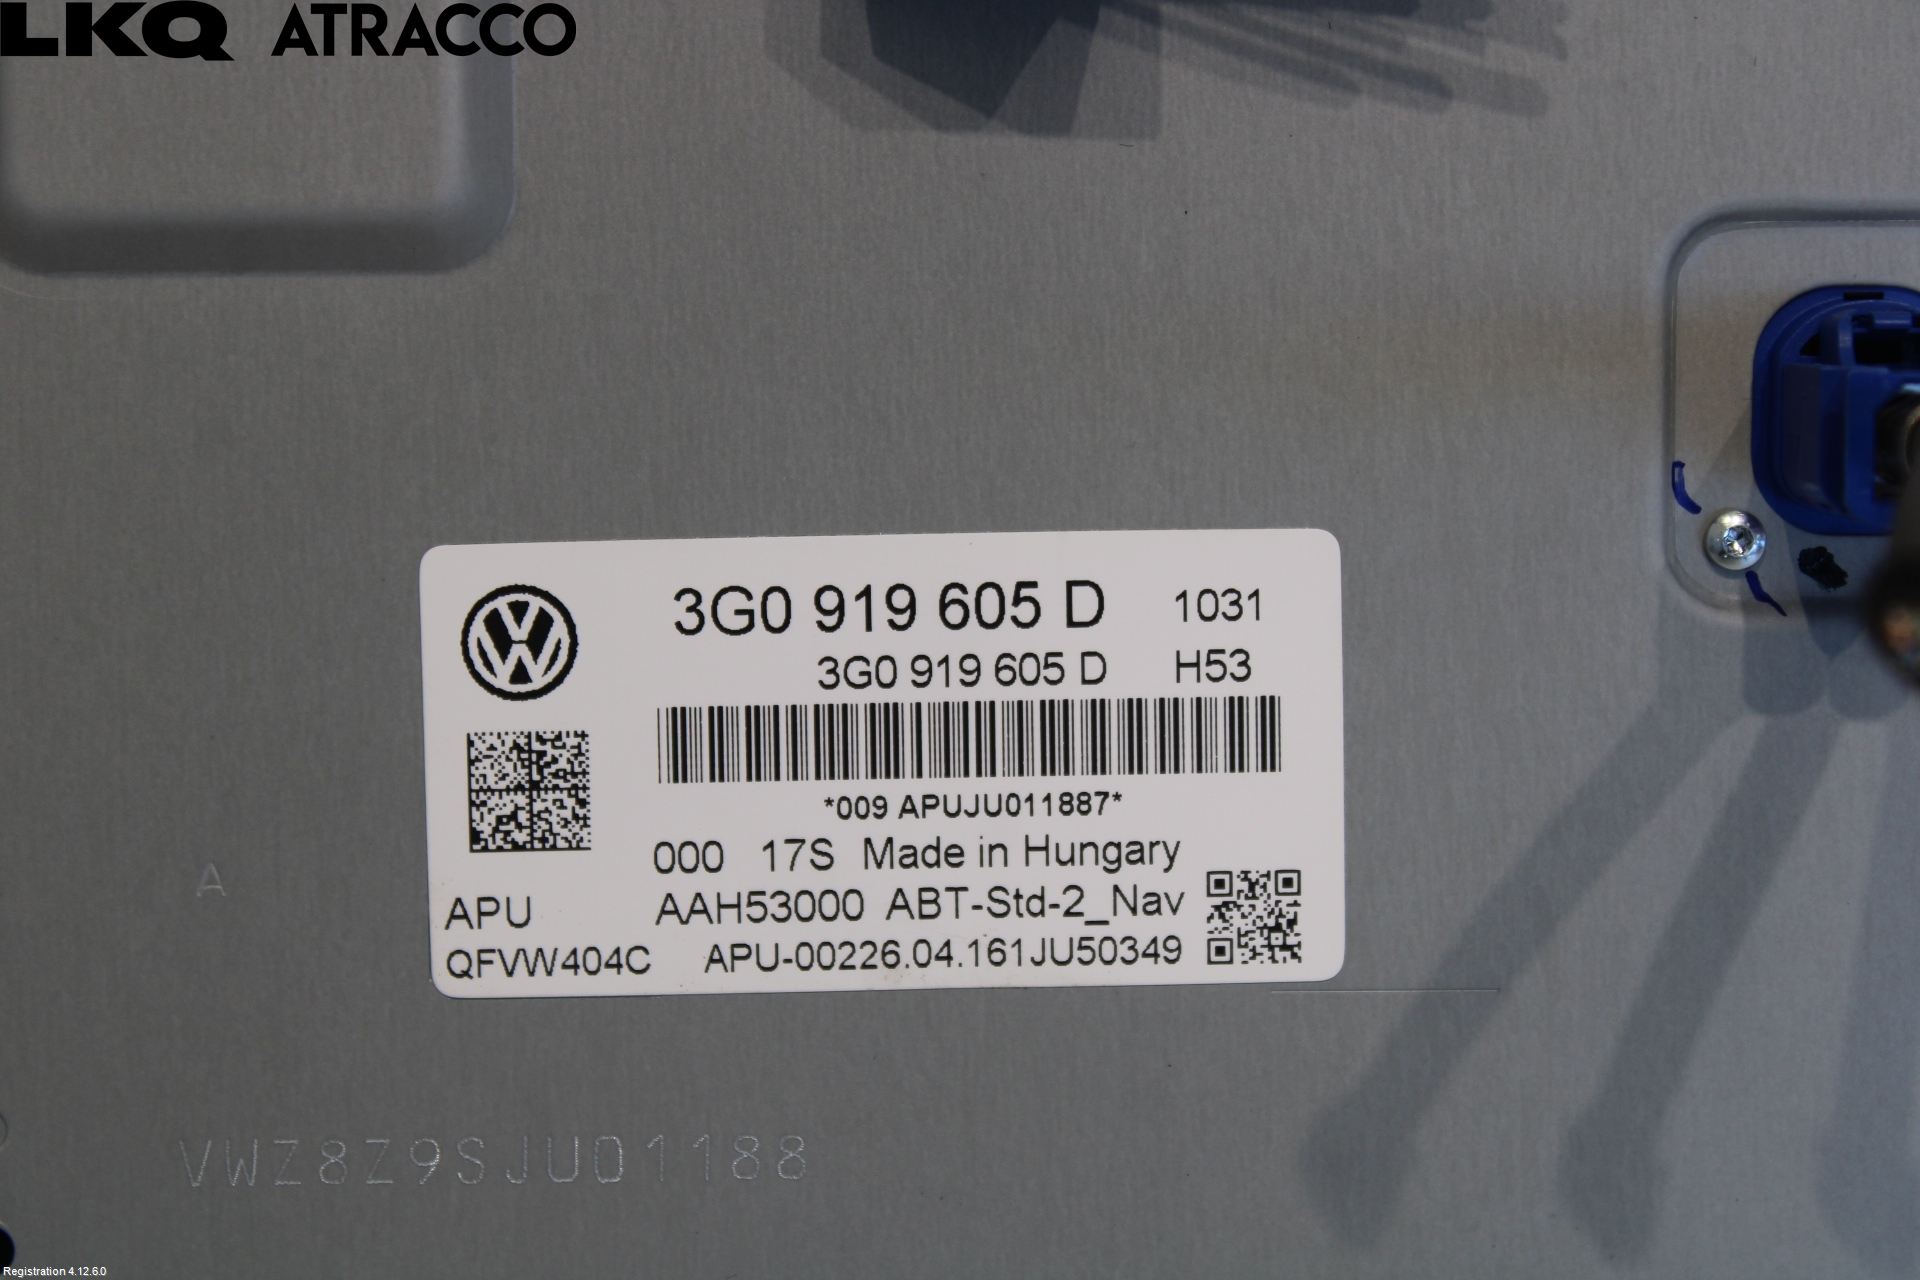 LKQ ATRACCO
3G0 919 605 D 1031
3G0 919 605 D H53
*009 APUJU011887*
000 17S Made in Hungary
APU AAH53000 ABT-Std-2_Nav
QFVW404C APU-00226.04.161JU50349
A
VWZ8Z9SJU01188
Registration 4.12.6.0